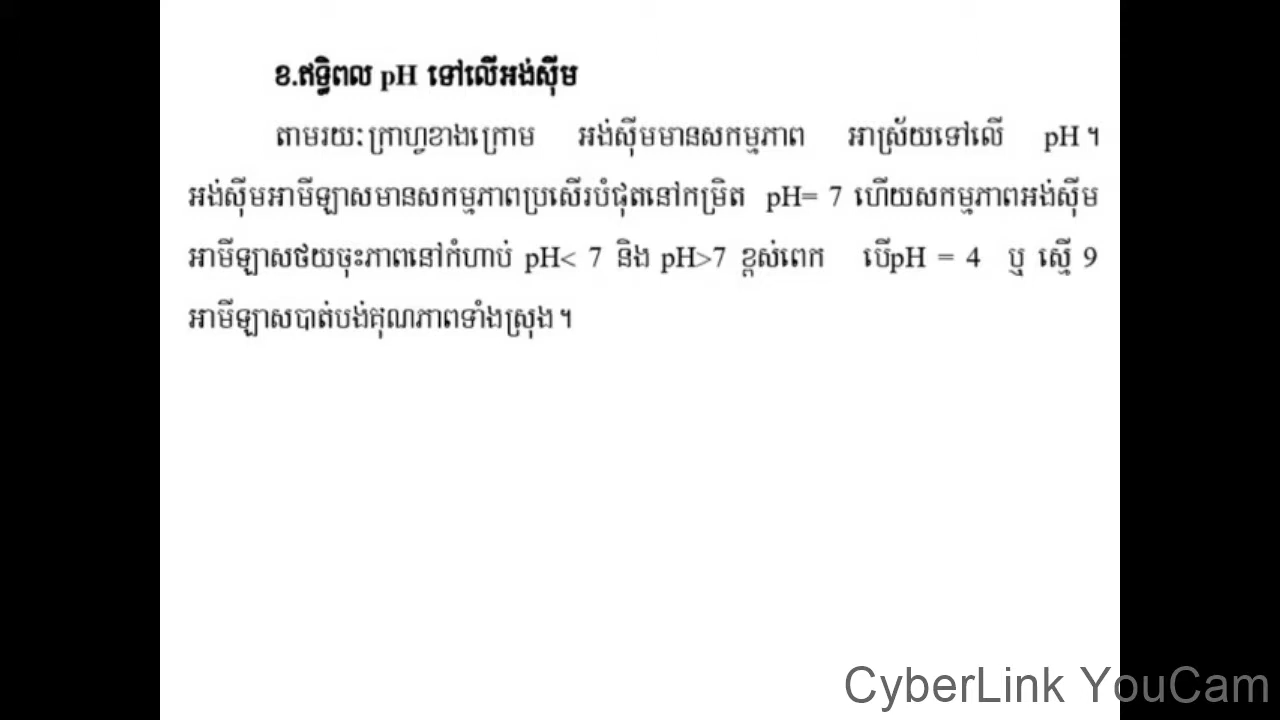 ខ.ឥទ្ធិពល pH ទៅលើអង់ស៊ីម
តាមរយៈក្រាហ្វខាងក្រោម អង់ស៊ីមមានសកម្មភាព អាស្រ័យទៅលើ pH ។
អង់ស៊ីមអាមីឡាសមានសកម្មភាពប្រសើរបំផុតនៅកម្រិត pH= 7 ហើយសកម្មភាពអង់ស៊ីម
អាមីឡាសថយចុះភាពនៅកំហាប់ pH< 7 និង pH>7 ខ្ពស់ពេក បើpH = 4 ឬ ស្មើ 9
អាមីឡាសបាត់បង់គុណភាពទាំងស្រុង ។
CyberLink YouCam